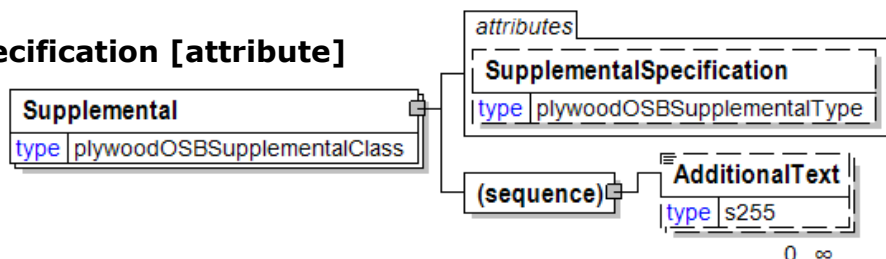 ecification [attribute]
attributes
SupplementalSpecification
type plywoodOSBSupplementalType
Supplemental
type plywoodOSBSupplementalClass
(sequence)
AdditionalText
type s255
0 ∞